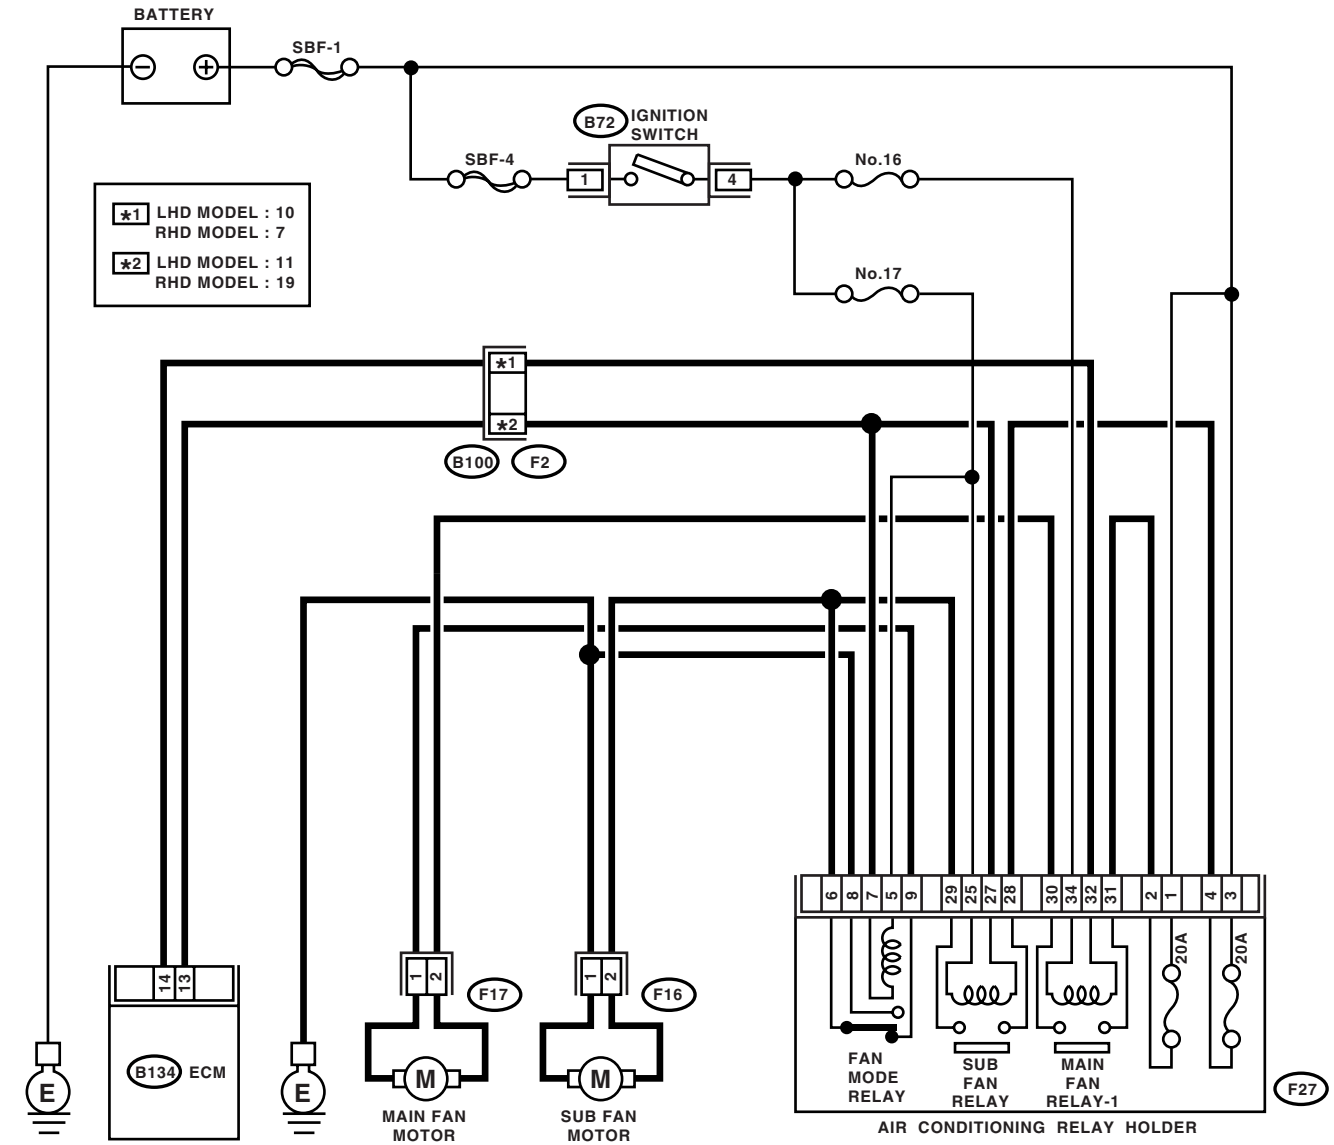 BATTERY
SBF-1
B72
IGNITION
SWITCH
SBF-4
1
4
No.16
*1 LHD MODEL : 10
RHD MODEL : 7
*2 LHD MODEL : 11
RHD MODEL : 19
No.17
*1
*2
B100 F2
6 8 7 5 9 29 25 27 28 30 34 32 31 2 1 4 3
20A 20A
14 13
1 2
F17
1 2
F16
B134 ECM
E
E
M
M
MAIN FAN
MOTOR
SUB FAN
MOTOR
FAN
MODE
RELAY
SUB
FAN
RELAY
MAIN
FAN
RELAY-1
F27
AIR CONDITIONING RELAY HOLDER